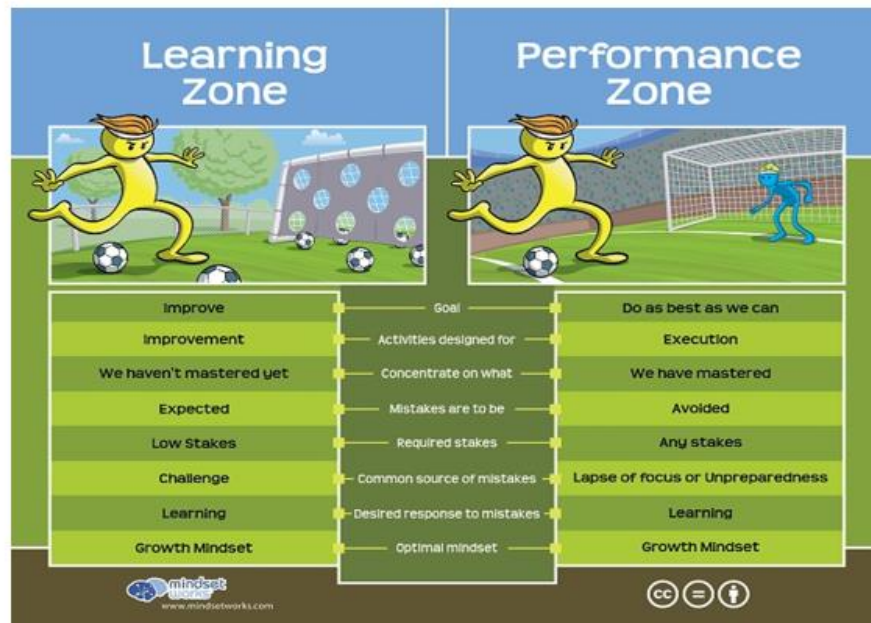 Learning
Zone
Performance
Zone
Improve Goal Do as best as we can
Improvement Activities designed for Execution
We haven't mastered yet Concentrate on what We have mastered
Expected Mistakes are to be Avoided
Low Stakes Required stakes Any stakes
Challenge Common source of mistakes Lapse of focus or Unpreparedness
Learning Desired response to mistakes Learning
Growth Mindset Optimal mindset Growth Mindset
mindset
works
www.mindsetworks.com
cc